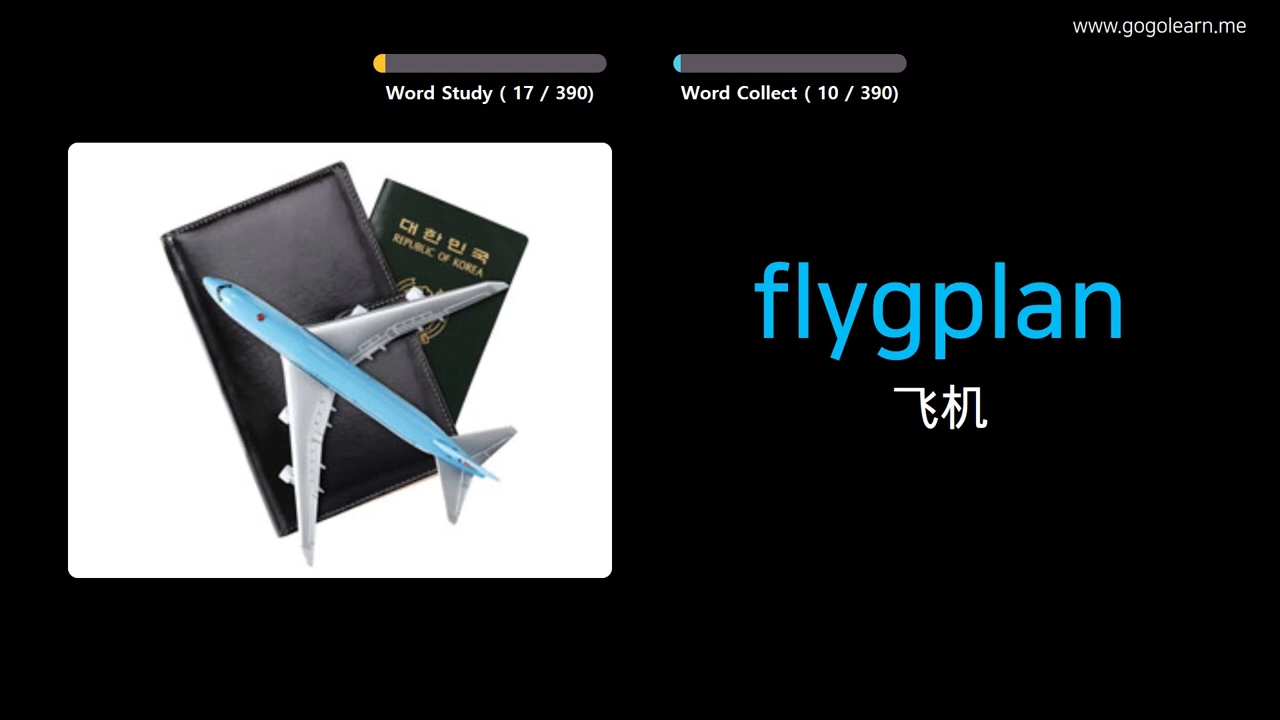 www.gogolearn.me
Word Study ( 17 / 390)
Word Collect ( 10 / 390)
대한민국
REPUBLIC OF KOREA
flygplan
飞机